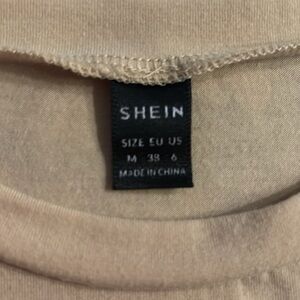 SHEIN
SIZE EU US
M 38 6
MADE IN CHINA